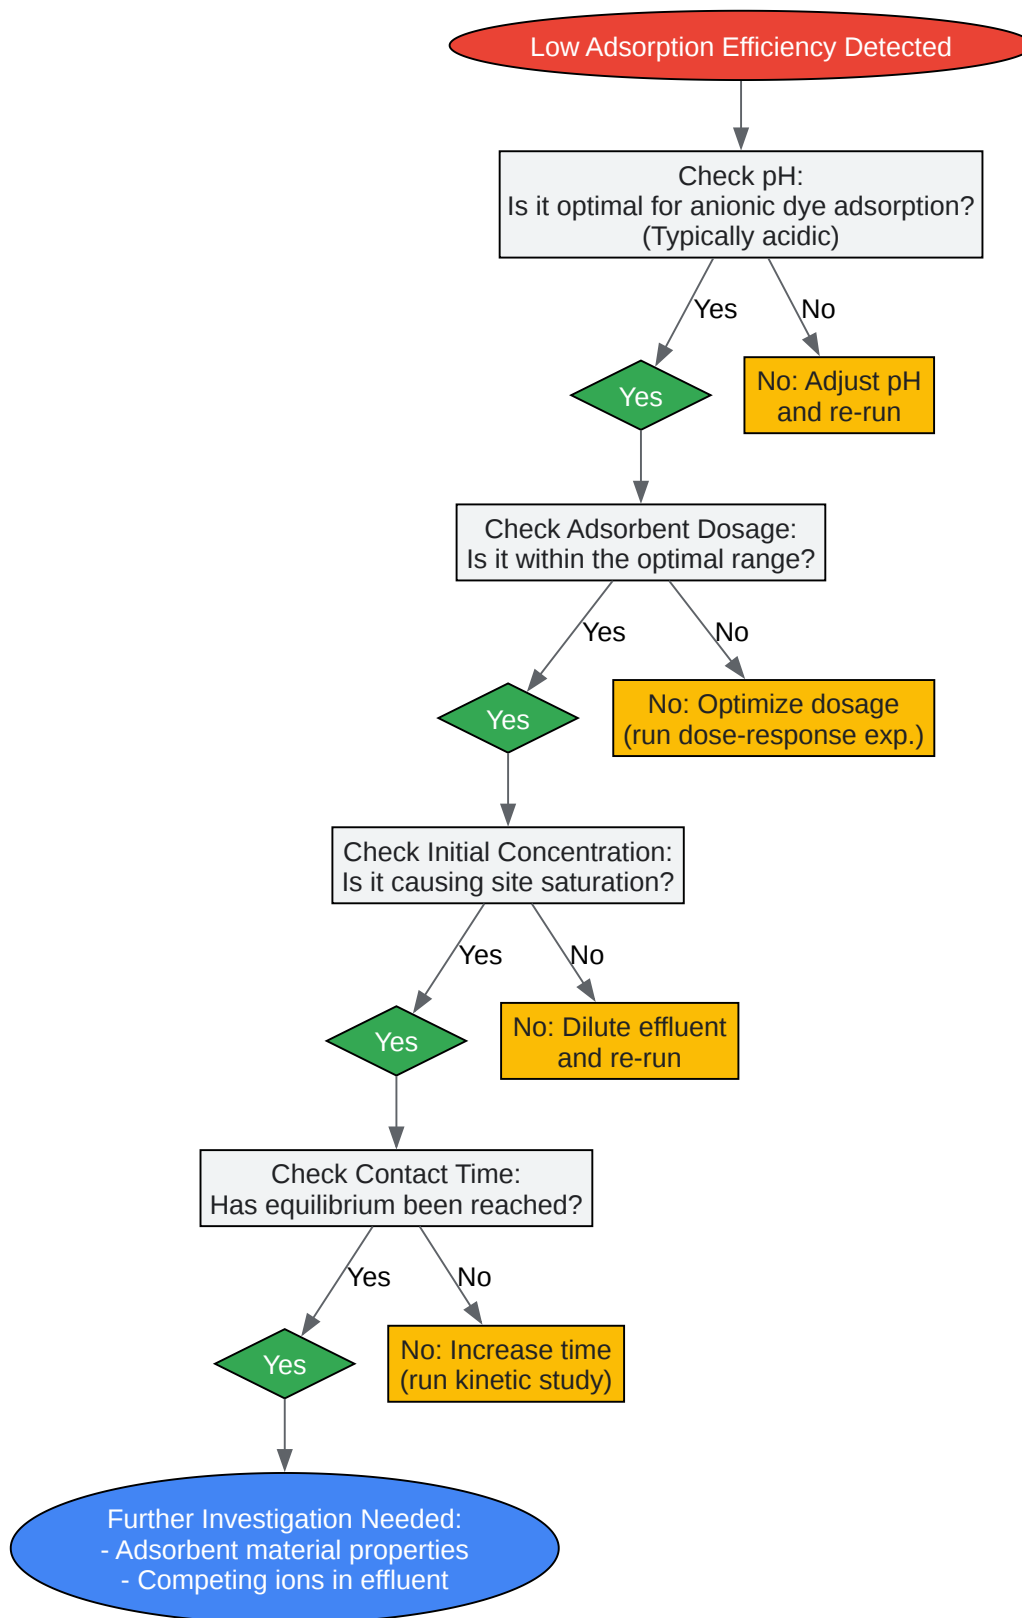 Low Adsorption Efficiency Detected
Check pH:
Is it optimal for anionic dye adsorption?
(Typically acidic)
Yes
No
Yes
No: Adjust pH
and re-run
Check Adsorbent Dosage:
Is it within the optimal range?
Yes
No
Yes
No: Optimize dosage
(run dose-response exp.)
Check Initial Concentration:
Is it causing site saturation?
Yes
No
Yes
No: Dilute effluent
and re-run
Check Contact Time:
Has equilibrium been reached?
Yes
No
Yes
No: Increase time
(run kinetic study)
Further Investigation Needed:
- Adsorbent material properties
- Competing ions in effluent